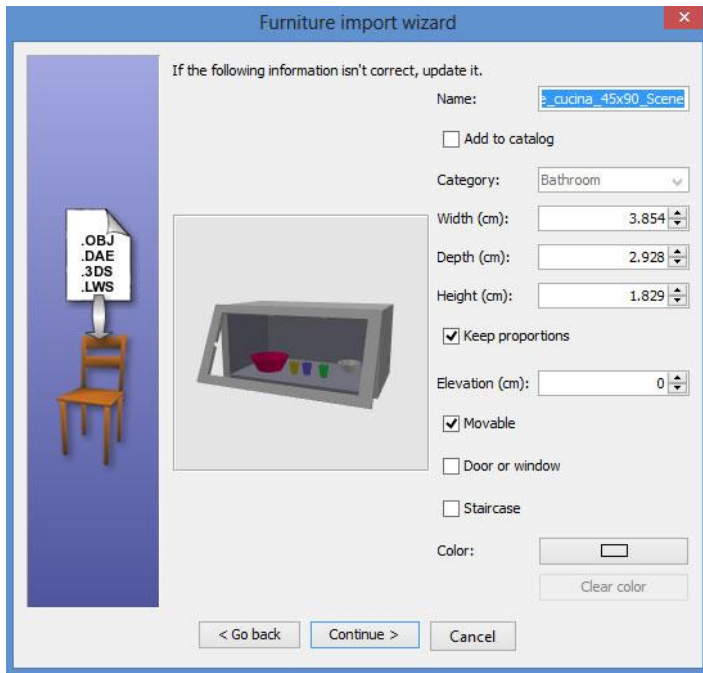 Furniture import wizard
x
If the following information isn't correct, update it.
Name: e_cucina_45x90_Scene
Add to catalog
Category: Bathroom
Width (cm): 3.854
Depth (cm): 2.928
Height (cm): 1.829
Keep proportions
Elevation (cm): 0
Movable
Door or window
Staircase
Color:
Clear color
.OBJ
.DAE
.3DS
.LWS
< Go back Continue > Cancel